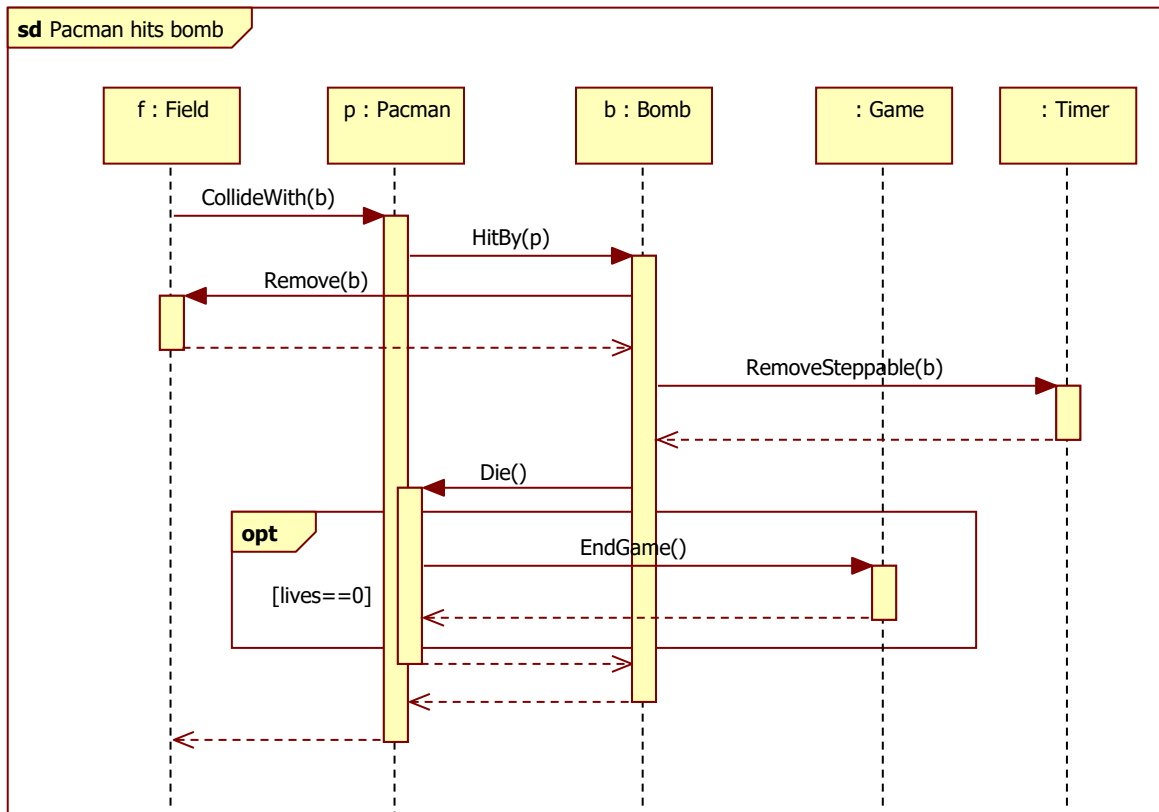 sd Pacman hits bomb
f : Field
p : Pacman
b : Bomb
: Game
: Timer
CollideWith(b)
HitBy(p)
Remove(b)
RemoveSteppable(b)
Die()
opt
EndGame()
[lives==0]